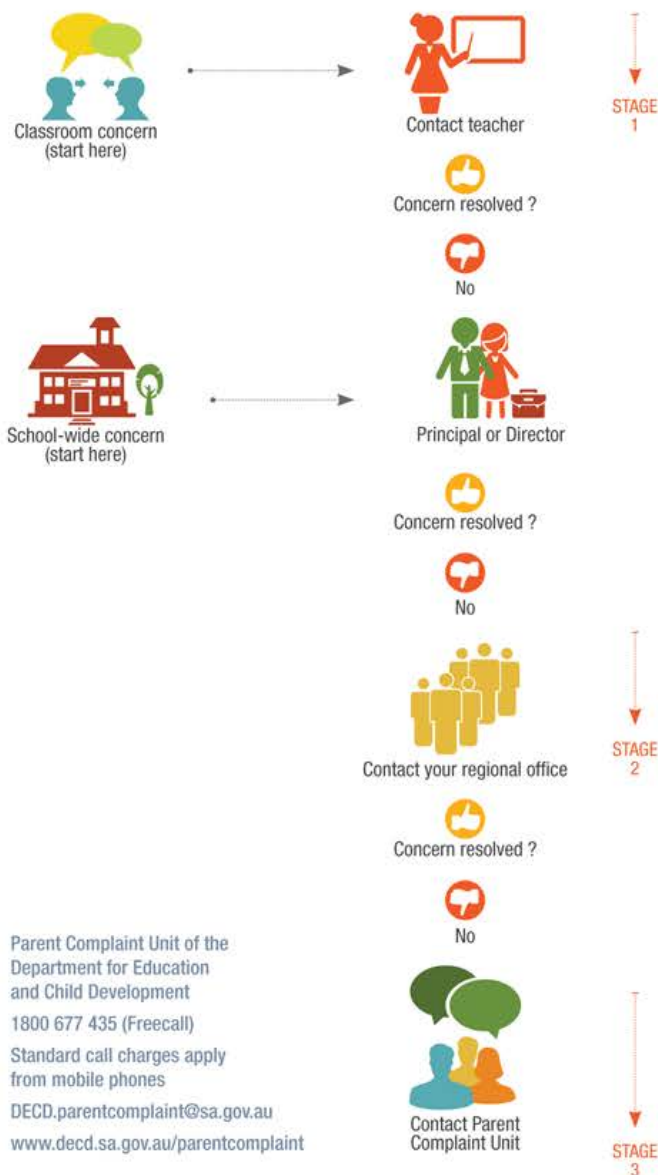 Classroom concern
(start here)
Contact teacher
STAGE
1
Concern resolved ?
No
School-wide concern
(start here)
Principal or Director
Concern resolved ?
No
Contact your regional office
STAGE
2
Concern resolved ?
No
Parent Complaint Unit of the
Department for Education
and Child Development
1800 677 435 (Freecall)
Standard call charges apply
from mobile phones
DECD.parentcomplaint@sa.gov.au
www.decd.sa.gov.au/parentcomplaint
Contact Parent
Complaint Unit
STAGE
3